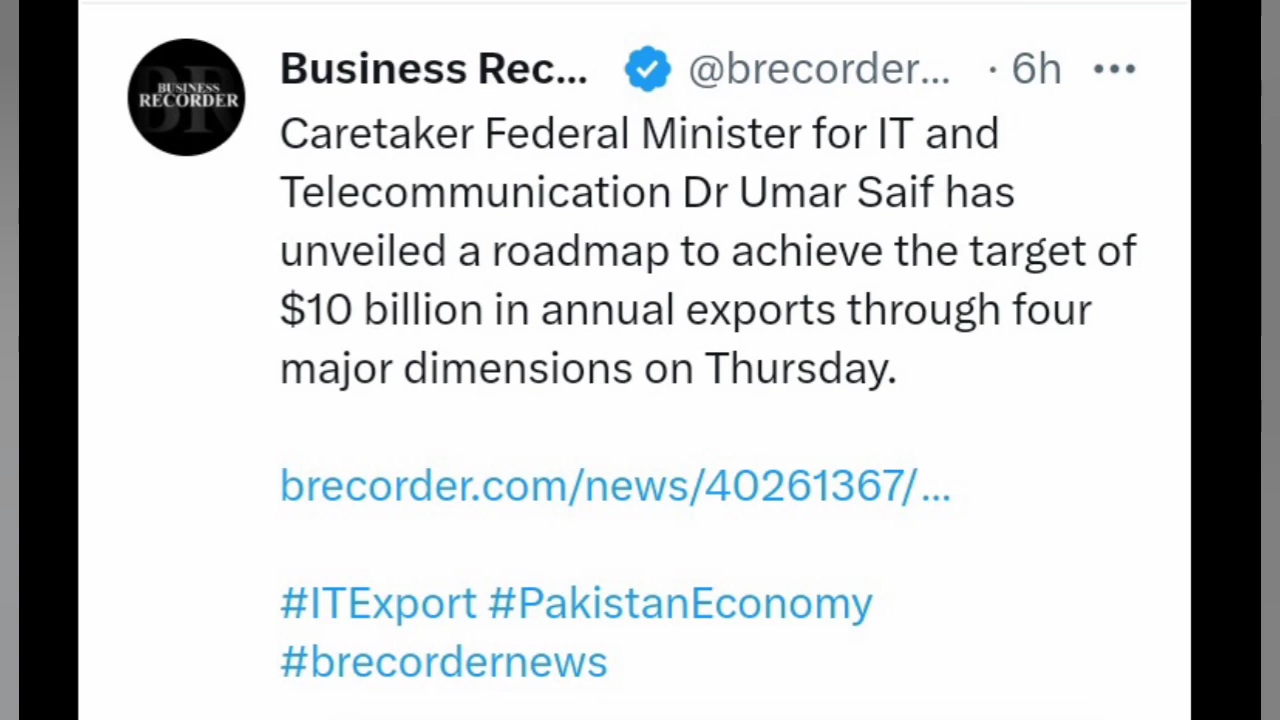 BUSINESS
RECORDER
Business Rec... @brecorder... · 6h ...
Caretaker Federal Minister for IT and
Telecommunication Dr Umar Saif has
unveiled a roadmap to achieve the target of
$10 billion in annual exports through four
major dimensions on Thursday.
brecorder.com/news/40261367/...
#ITExport #PakistanEconomy
#brecordernews